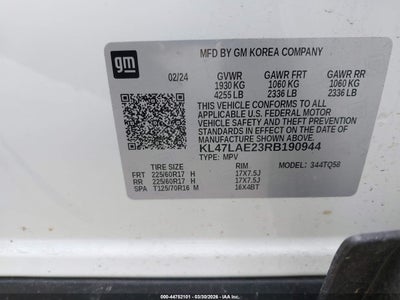 gm
MFD BY GM KOREA COMPANY
02/24 GVWR GAWR FRT GAWR RR
1930 KG 1060 KG 1060 KG
4255 LB 2336 LB 2336 LB
THIS VEHICLE CONFORMS TO ALL
APPLICABLE U.S. FEDERAL MOTOR
VEHICLE SAFETY, BUMPER, AND THEFT
PREVENTION STANDARDS IN EFFECT ON
THE DATE OF MANUFACTURE SHOWN ABOVE.
KL47LAE23RB190944
TYPE: MPV MODEL: 344TQ58
TIRE SIZE RIM
FRT 225/60R17 H 17X7.5J
RR 225/60R17 H 17X7.5J
SPA T125/70R16 M 16X4BT
© 000-44752101 | 03/30/2026 - IAA Holdings, LLC